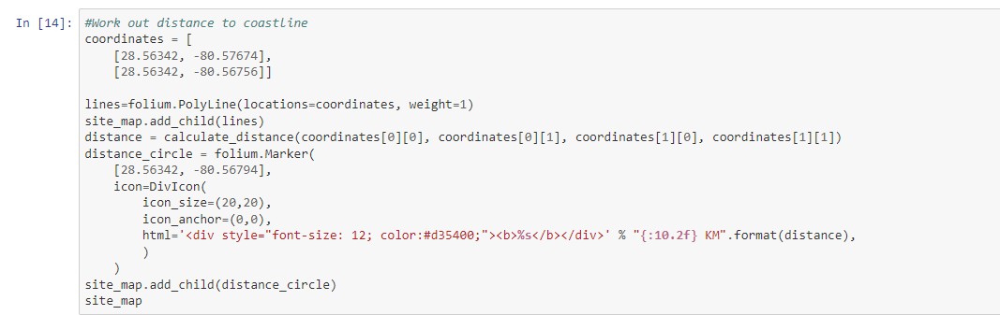 In [14]: #Work out distance to coastline
coordinates = [
    [28.56342, -80.57674],
    [28.56342, -80.56756]]

lines=folium.PolyLine(locations=coordinates, weight=1)
site_map.add_child(lines)
distance = calculate_distance(coordinates[0][0], coordinates[0][1], coordinates[1][0], coordinates[1][1])
distance_circle = folium.Marker(
    [28.56342, -80.56794],
    icon=DivIcon(
        icon_size=(20,20),
        icon_anchor=(0,0),
        html='<div style="font-size: 12; color:#d35400;"><b>%s</b></div>' % "{:10.2f} KM".format(distance),
        )
    )
site_map.add_child(distance_circle)
site_map